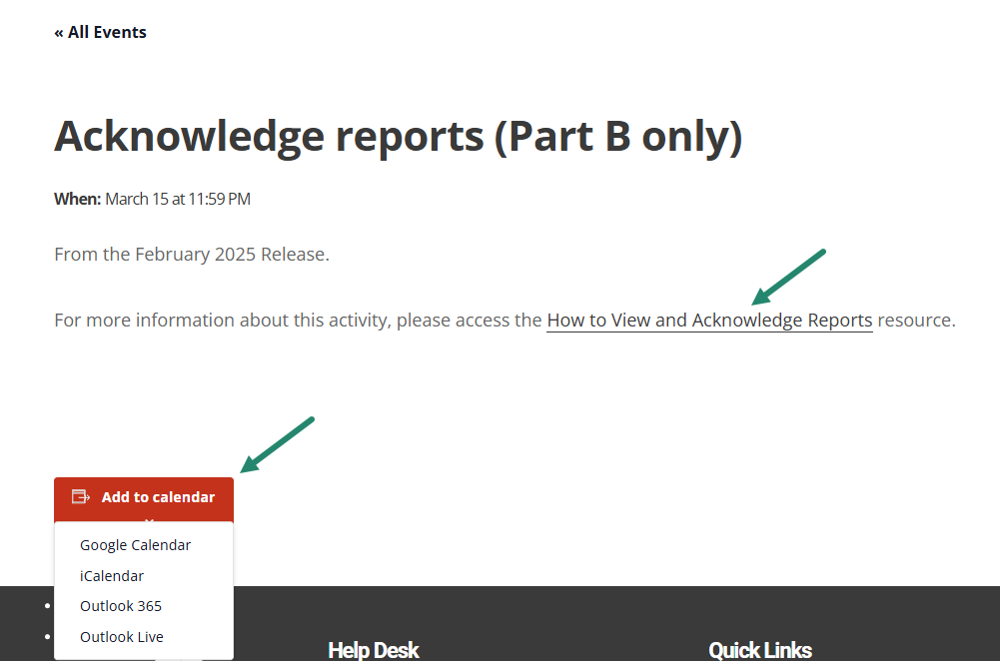 « All Events
Acknowledge reports (Part B only)
When: March 15 at 11:59 PM
From the February 2025 Release.
For more information about this activity, please access the How to View and Acknowledge Reports resource.
Add to calendar
Google Calendar
iCalendar
Outlook 365
Outlook Live
Help Desk
Quick Links